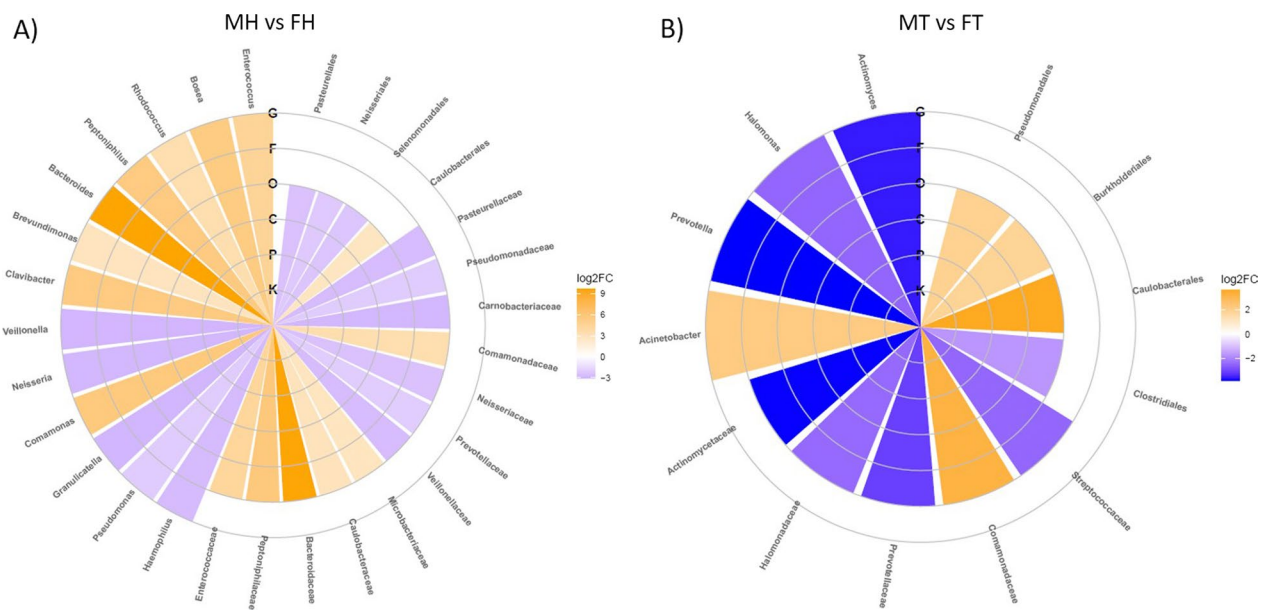 A)
MH vs FH
Enterococcus
Pasteurellales
Neisseriales
Selenomonadales
Caulobacterales
Pasteurellaceae
Pseudomonadaceae
Carnobacteriaceae
Comamonadaceae
Neisseriaceae
Prevotellaceae
Veillonellaceae
Microbacteriaceae
Caulobacteraceae
Bacteroidaceae
Peptoniphilaceae
Enterococcaceae
Haemophilus
Pseudomonas
Granulicatella
Comamonas
Neisseria
Veillonella
Clavibacter
Brevundimonas
Bacteroides
Peptoniphilus
Rhodococcus
Bosea
G
F
O
C
P
K
log2FC
9
6
3
0
−3
B)
MT vs FT
Actinomyces
Pseudomonadales
Burkholderiales
Caulobacterales
Clostridiales
Streptococcaceae
Comamonadaceae
Prevotellaceae
Halomonadaceae
Actinomycetaceae
Acinetobacter
Prevotella
Halomonas
G
F
O
C
P
K
log2FC
2
0
−2